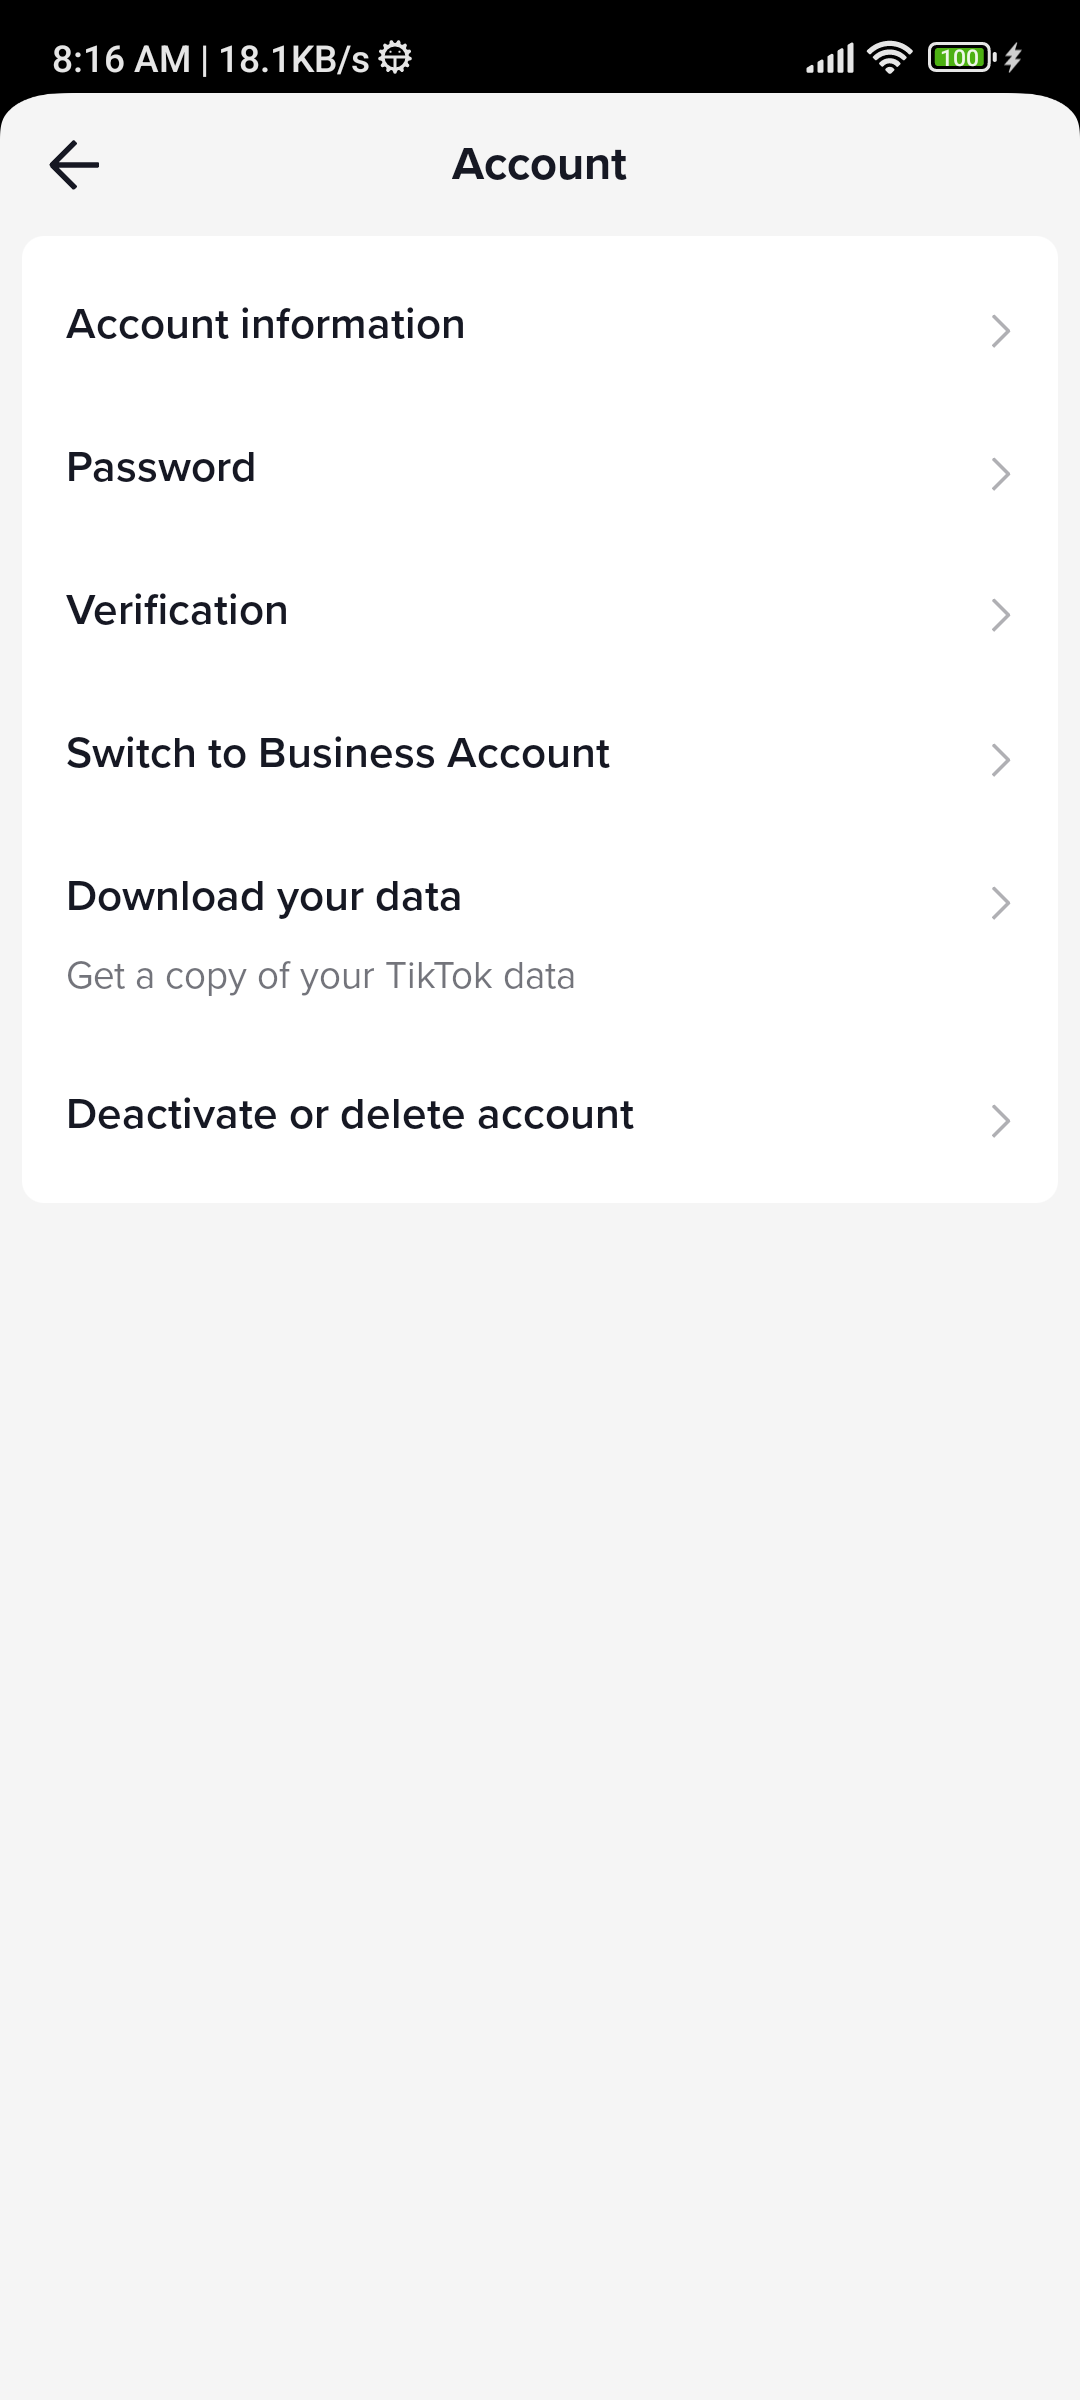 8:16 AM | 18.1KB/s
100
Account
Account information
Password
Verification
Switch to Business Account
Download your data
Get a copy of your TikTok data
Deactivate or delete account